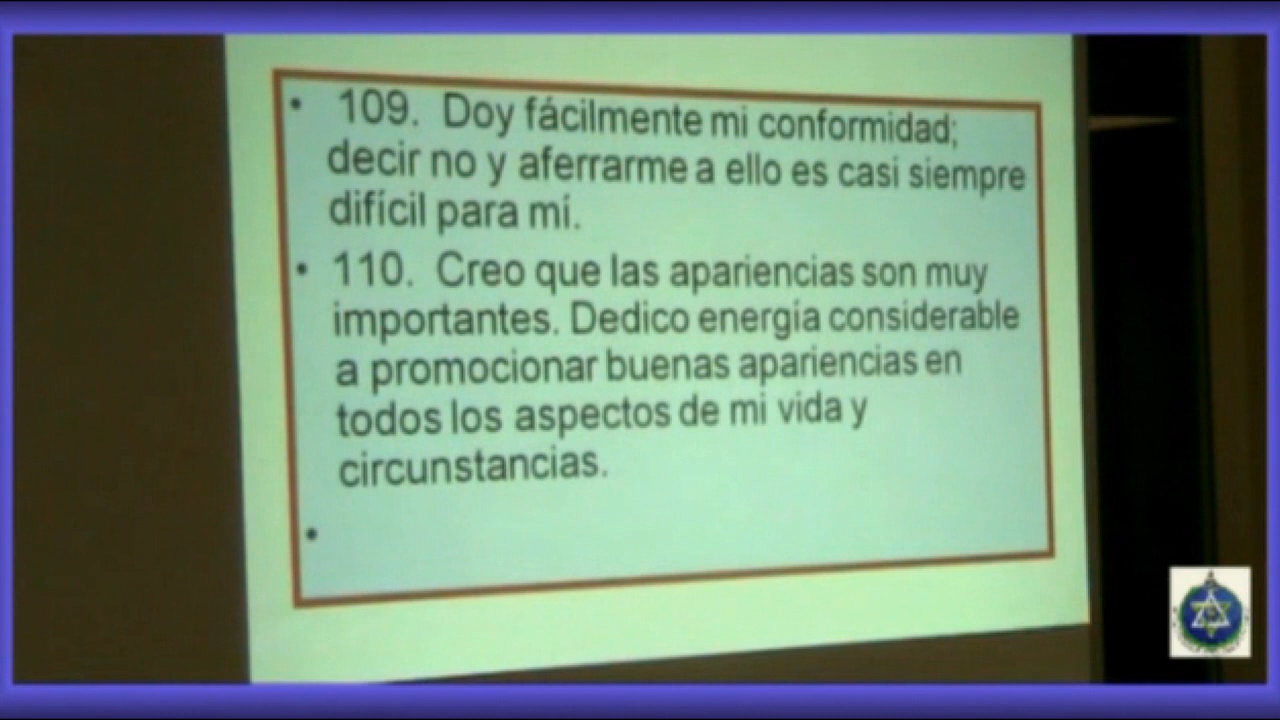 • 109. Doy fácilmente mi conformidad;
decir no y aferrarme a ello es casi siempre
difícil para mí.
• 110. Creo que las apariencias son muy
importantes. Dedico energía considerable
a promocionar buenas apariencias en
todos los aspectos de mi vida y
circunstancias.
•